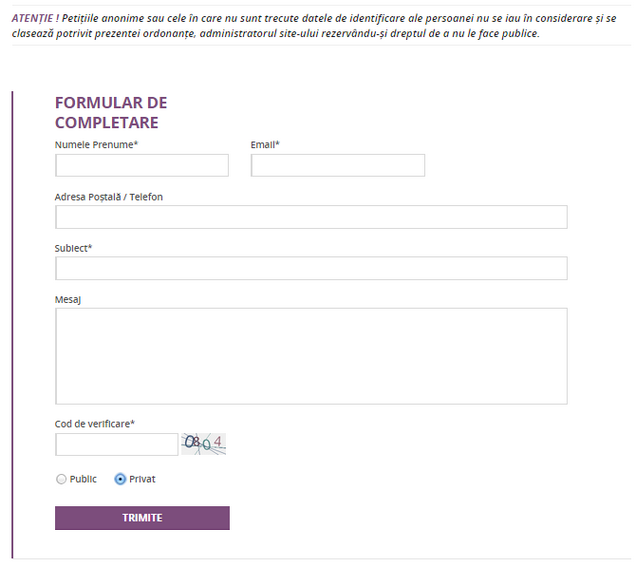 ATENȚIE ! Petițiile anonime sau cele în care nu sunt trecute datele de identificare ale persoanei nu se iau în considerare și se
clasează potrivit prezentei ordonanțe, administratorul site-ului rezervându-și dreptul de a nu le face publice.
FORMULAR DE
COMPLETARE
Numele Prenume* Email*
Adresa Poștală / Telefon
Subiect*
Mesaj
Cod de verificare*
Public Privat
TRIMITE